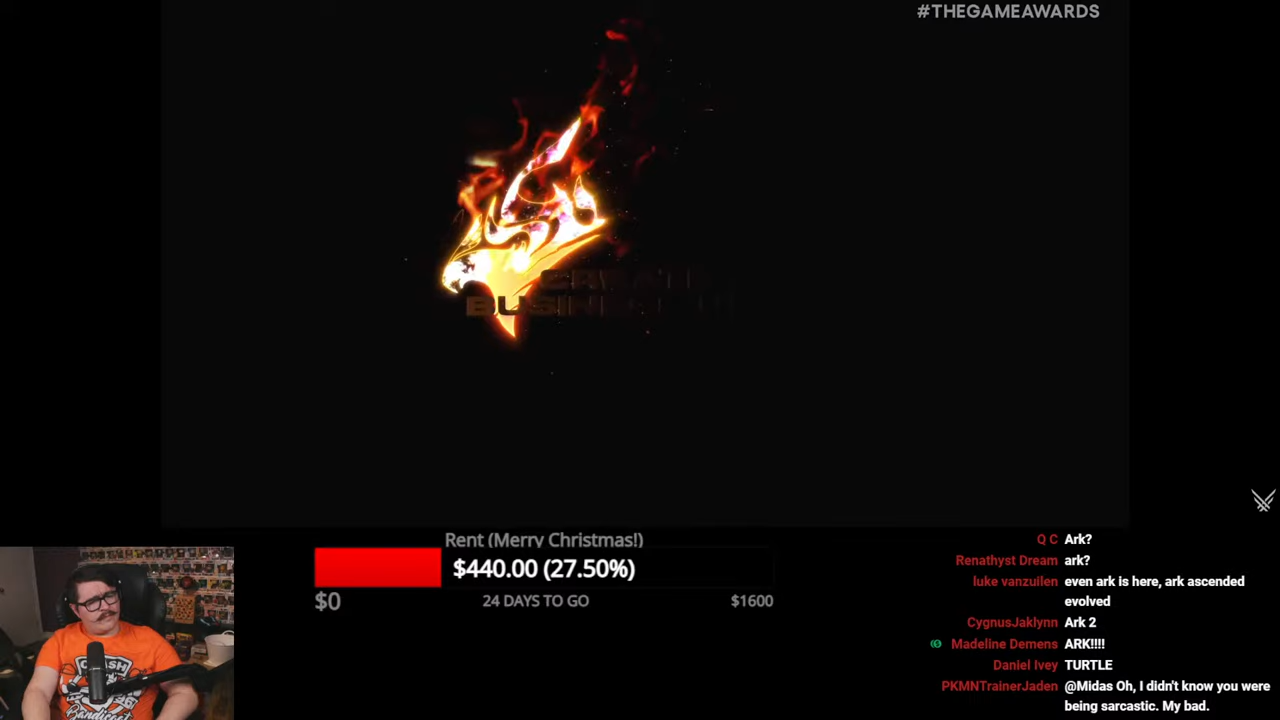 #THEGAMEAWARDS
Rent (Merry Christmas!)
$440.00 (27.50%)
$0
24 DAYS TO GO
$1600
Q C Ark?
Renathyst Dream ark?
luke vanzuilen even ark is here, ark ascended
evolved
CygnusJaklynn Ark 2
Madeline Demens ARK!!!!
Daniel Ivey TURTLE
PKMNTrainerJaden @Midas Oh, I didn't know you were
being sarcastic. My bad.
CRASH
Bandicoot